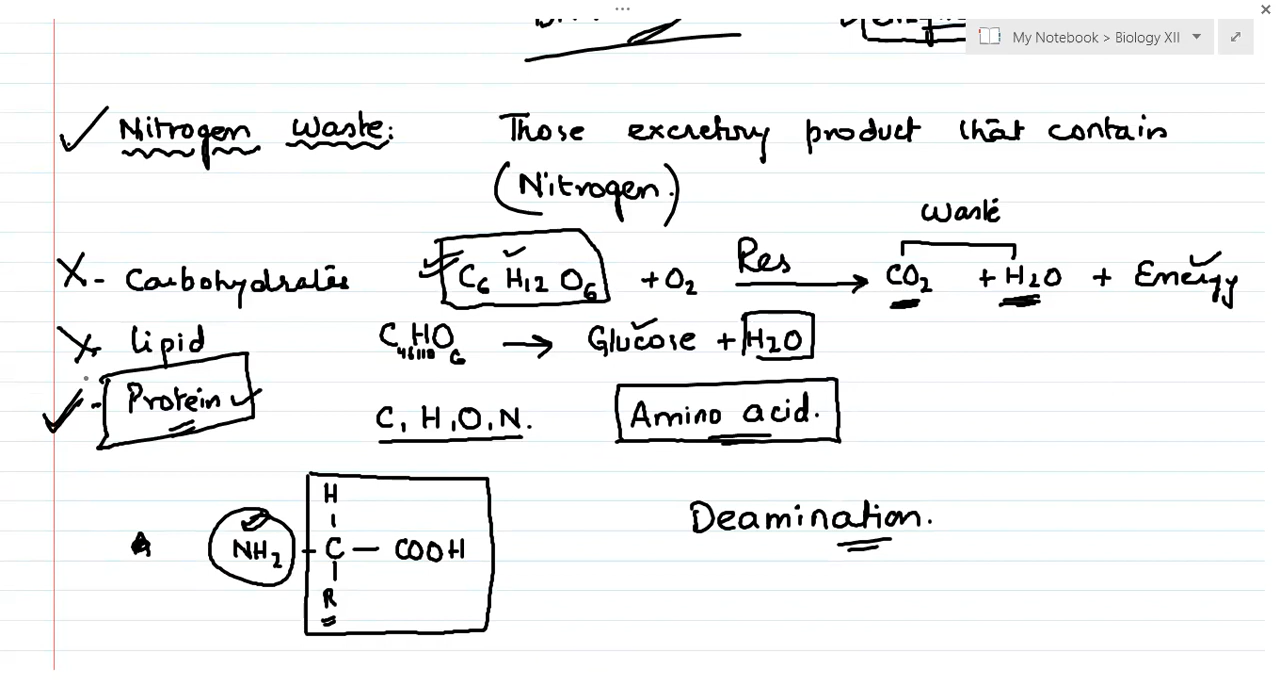 My Notebook > Biology XII
Nitrogen Waste: Those excretory product that contain
(Nitrogen.)
Waste
X - Carbohydrates C6 H12 O6 + O2 Res → CO2 + H2O + Energy
X - lipid CHO → Glucose + H2O
- Protein C, H, O, N. Amino acid.
H
NH2 - C - COOH
R
Deamination.